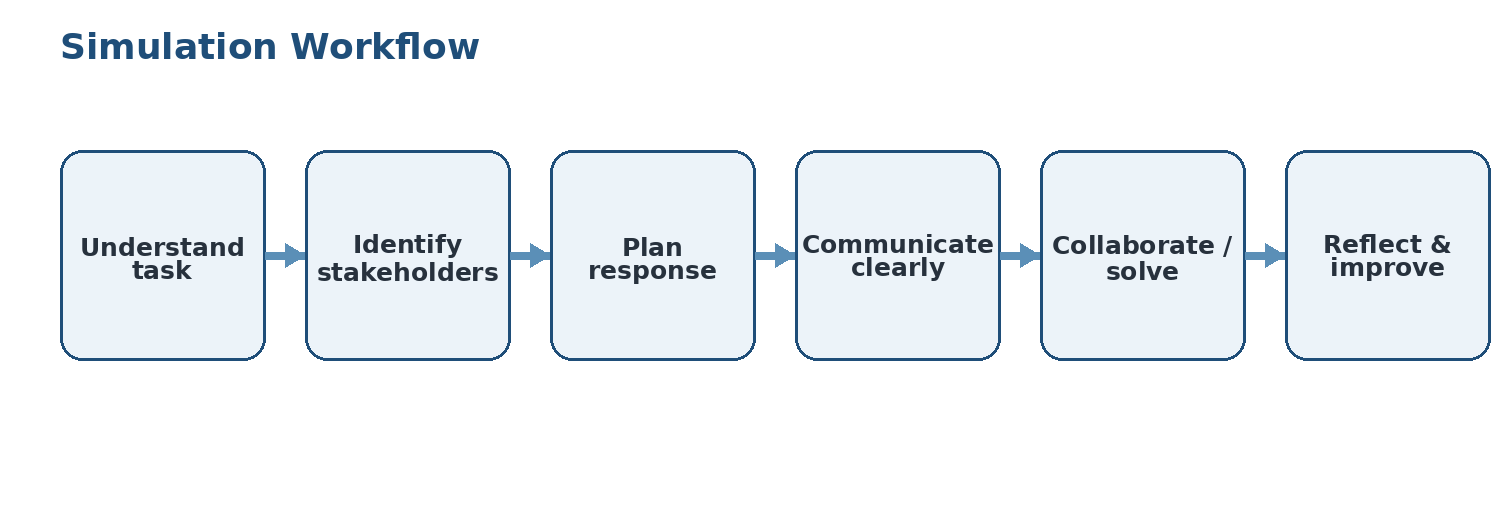 Simulation Workflow
Understand
task
Identify
stakeholders
Plan
response
Communicate
clearly
Collaborate /
solve
Reflect &
improve